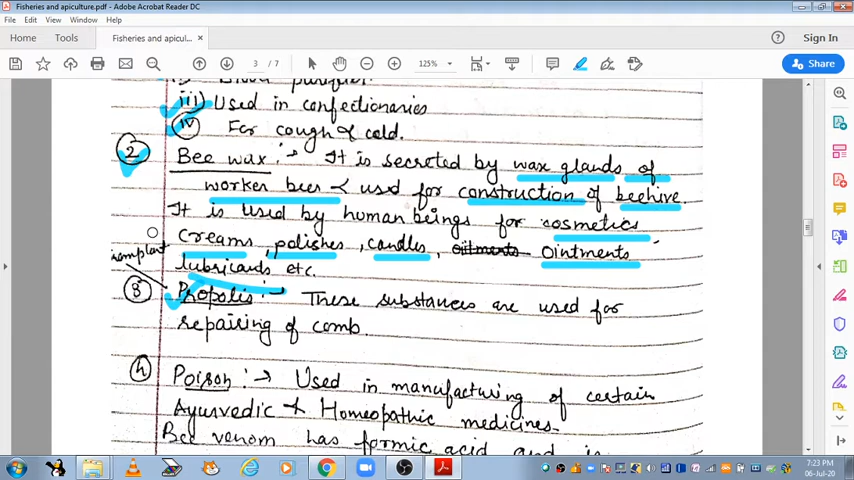 Fisheries and apiculture.pdf - Adobe Acrobat Reader DC
File Edit View Window Help
Home Tools Fisheries and apicul... × ? Sign In
3 / 7 125% Share
iii) Used in confectionaries
iv For cough & cold.
2 Bee wax :→ It is secreted by wax glands of
worker bees & used for construction of beehive.
It is used by human beings for cosmetics
creams, polishes, candles, ointments,
lubricants etc.
3 Propolis :→ These substances are used for
repairing of comb.
4 Poison :→ Used in manufacturing of certain
Ayurvedic & Homeopathic medicines.
Bee venom has formic acid and is
7:23 PM
06-Jul-20